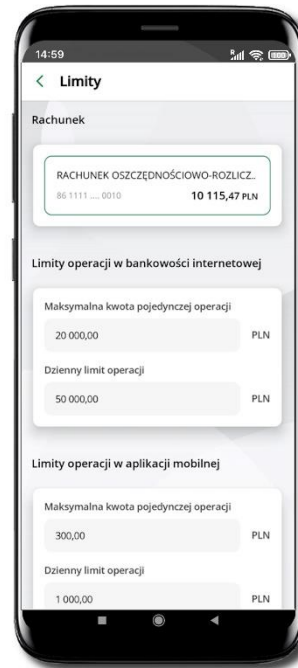 14:59
R
Limity
Rachunek
RACHUNEK OSZCZĘDNOŚCIOWO-ROZLICZ..
86 1111 .... 0010
10 115,47 PLN
Limity operacji w bankowości internetowej
Maksymalna kwota pojedynczej operacji
20 000,00 PLN
Dzienny limit operacji
50 000,00 PLN
Limity operacji w aplikacji mobilnej
Maksymalna kwota pojedynczej operacji
300,00 PLN
Dzienny limit operacji
1 000,00 PLN